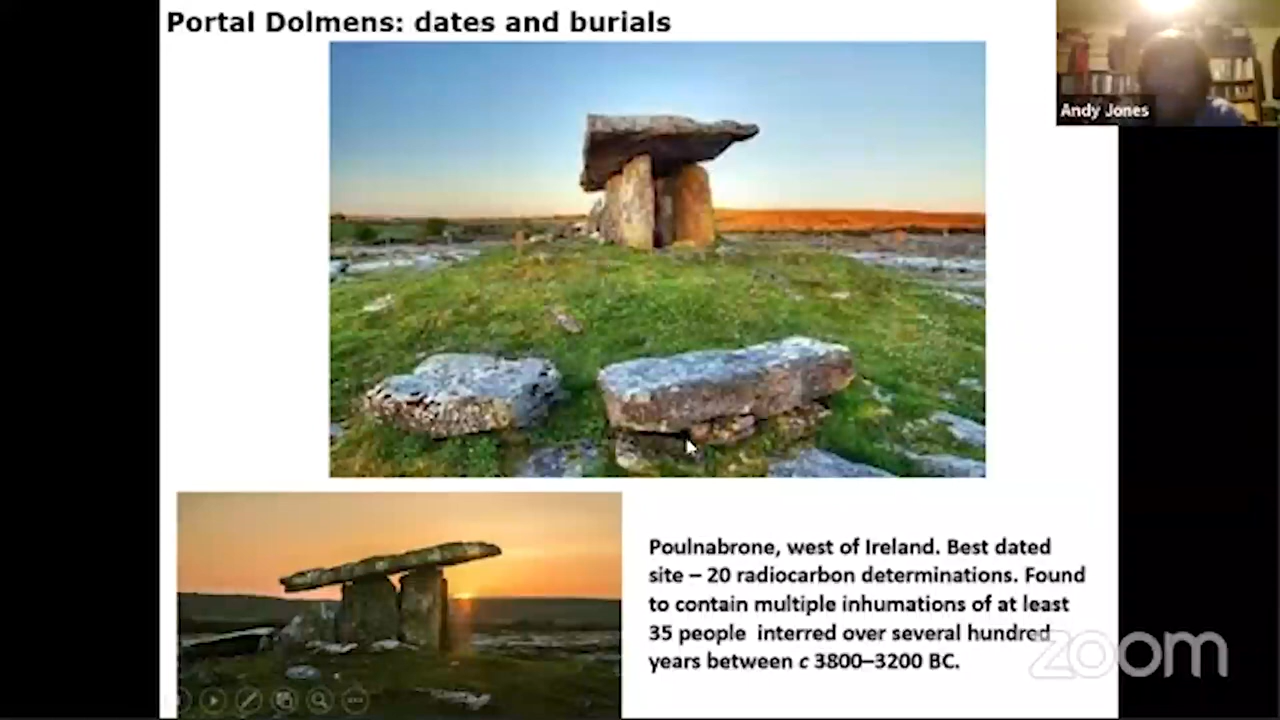 Portal Dolmens: dates and burials
Andy Jones
Poulnabrone, west of Ireland. Best dated
site – 20 radiocarbon determinations. Found
to contain multiple inhumations of at least
35 people  interred over several hundred
years between c 3800–3200 BC.
zoom